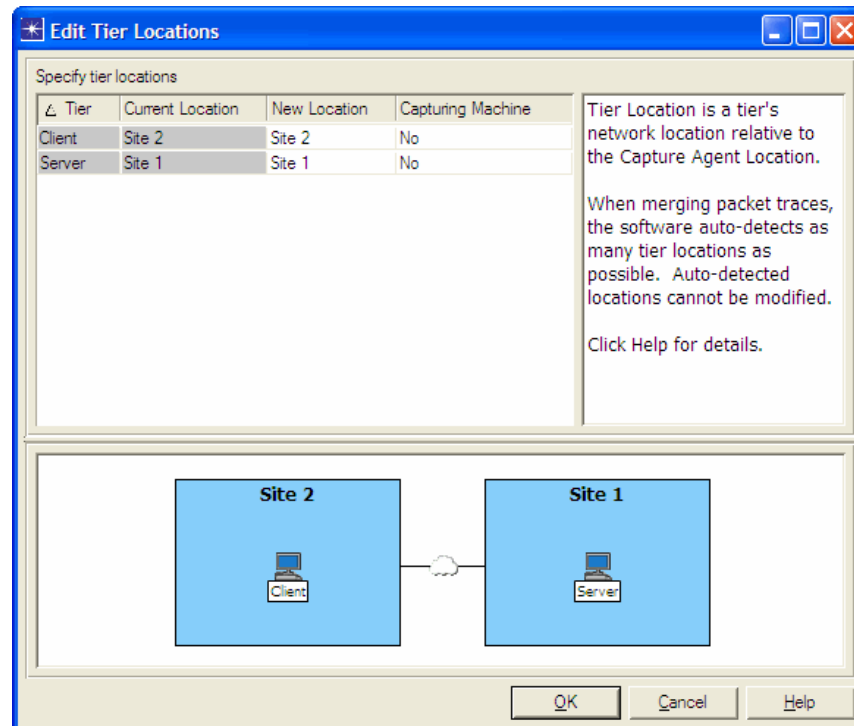 Edit Tier Locations
Specify tier locations
Tier Current Location New Location Capturing Machine
Client Site 2 Site 2 No
Server Site 1 Site 1 No
Tier Location is a tier's
network location relative to
the Capture Agent Location.
When merging packet traces,
the software auto-detects as
many tier locations as
possible. Auto-detected
locations cannot be modified.
Click Help for details.
Site 2 Site 1
Client Server
OK Cancel Help